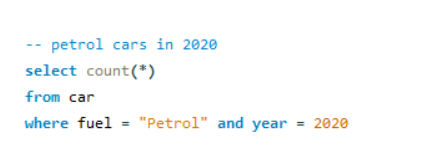 -- petrol cars in 2020
select count(*)
from car
where fuel = "Petrol" and year = 2020